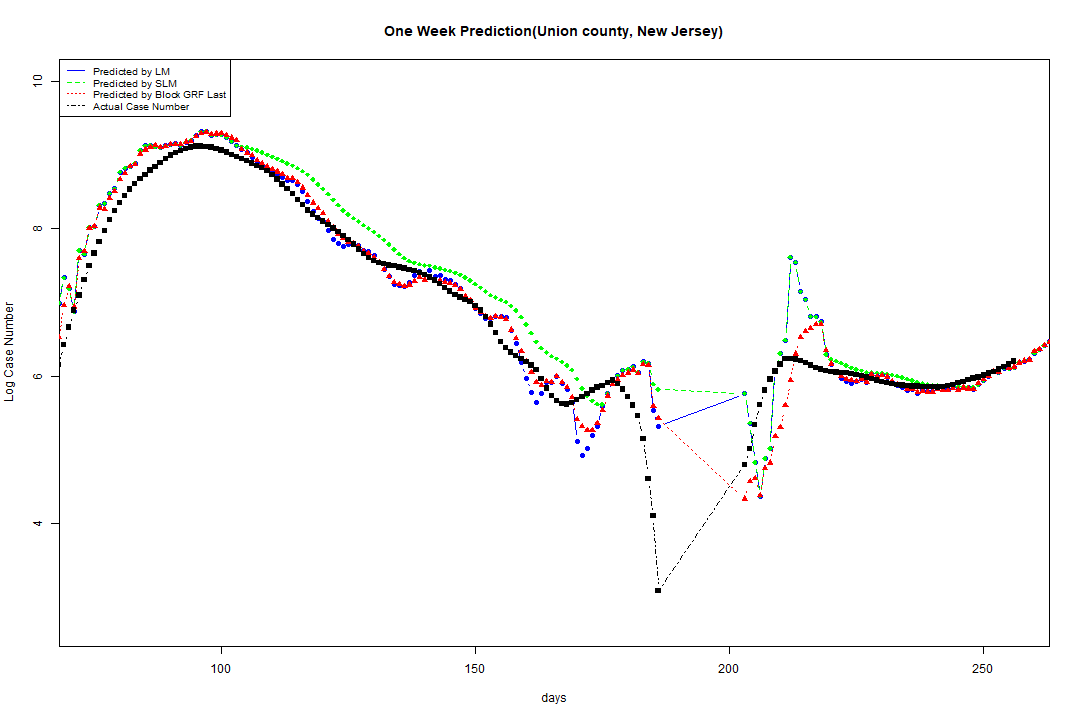 One Week Prediction(Union county, New Jersey)
Predicted by LM
Predicted by SLM
Predicted by Block GRF Last
Actual Case Number
10
8
6
4
Log Case Number
100
150
200
250
days